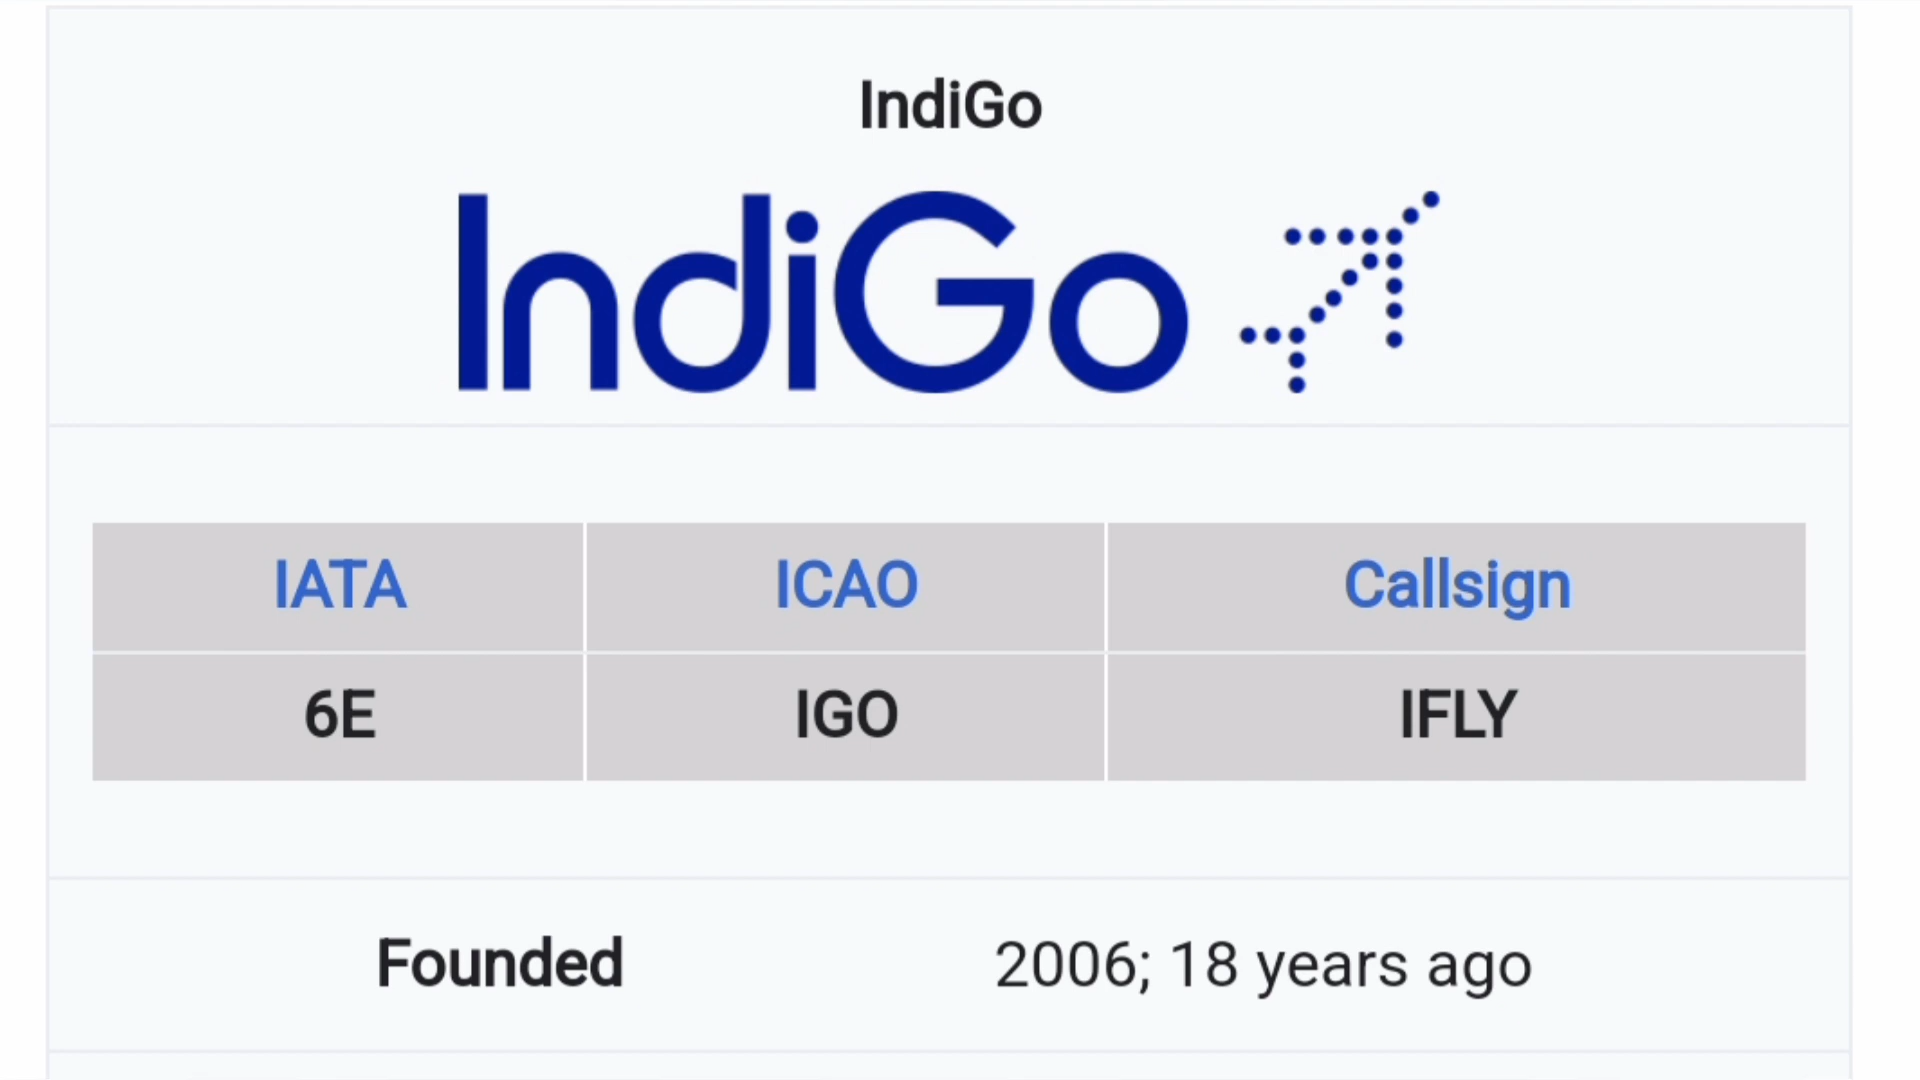 IndiGo
IndiGo
IATA ICAO Callsign
6E IGO IFLY
Founded 2006; 18 years ago